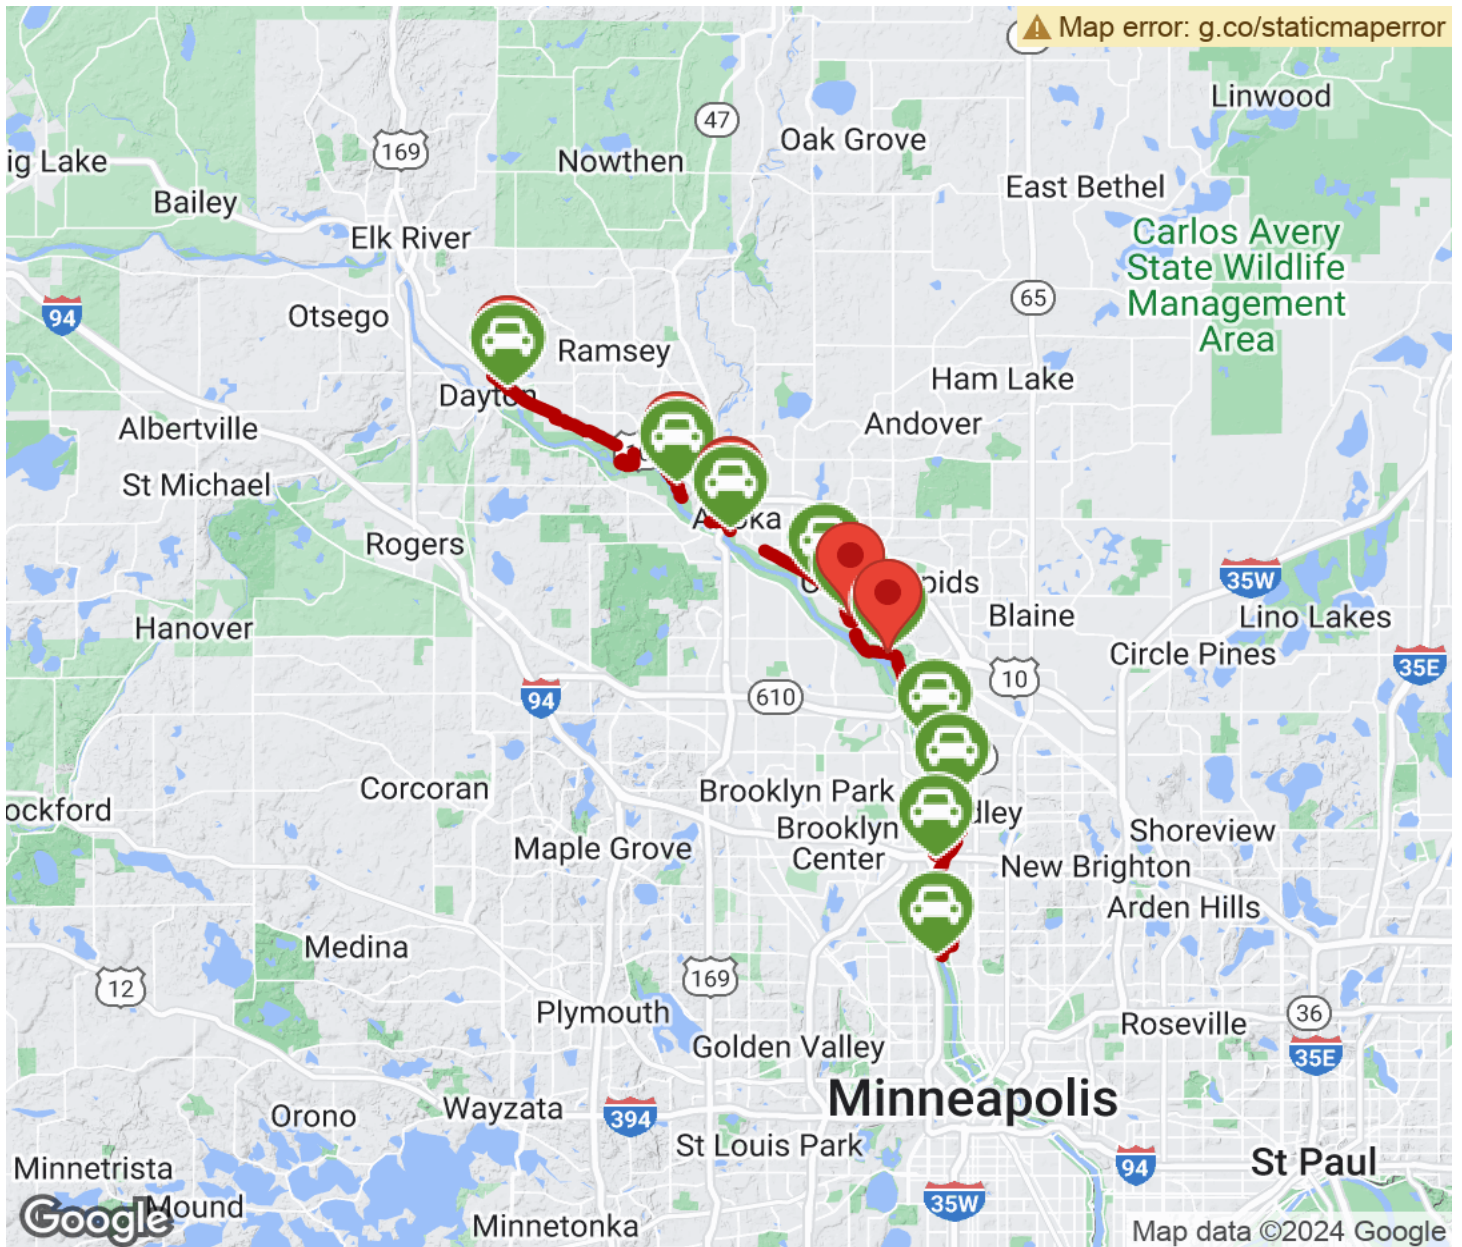 Map error: g.co/staticmaperror
Linwood
47
Oak Grove
169
Nowthen
ig Lake
East Bethel
Bailey
Carlos Avery
State Wildlife
Management
Area
Elk River
65
94
Otsego
Ramsey
Ham Lake
Dayton
Andover
Albertville
St Michael
Rogers
35W
pids
Blaine
Lino Lakes
Hanover
Circle Pines
35E
10
94
610
Corcoran
Brooklyn Park
ockford
dley
Brooklyn
Center
Shoreview
Maple Grove
New Brighton
Arden Hills
Medina
169
12
Plymouth
36
Roseville
Golden Valley
35E
Minneapolis
Orono
Wayzata
394
St Louis Park
94
St Paul
Minnetrista
35W
Mound
Google
Minnetonka
Map data ©2024 Google